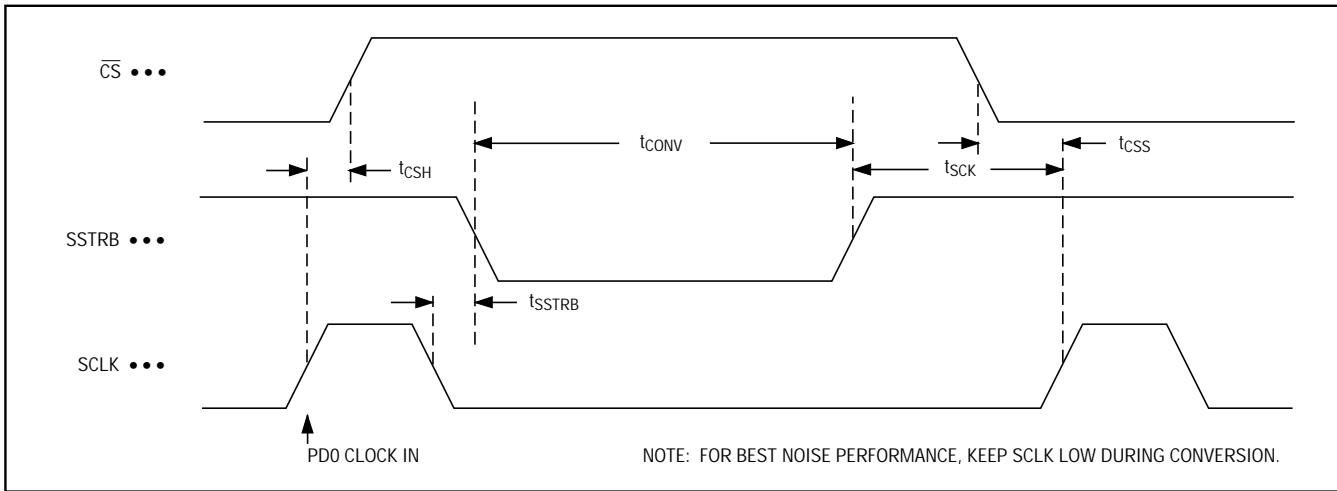 CS •••
tCONV
tCSS
tCSH
tSCK
SSTRB •••
tSSTRB
SCLK •••
PD0 CLOCK IN
NOTE: FOR BEST NOISE PERFORMANCE, KEEP SCLK LOW DURING CONVERSION.